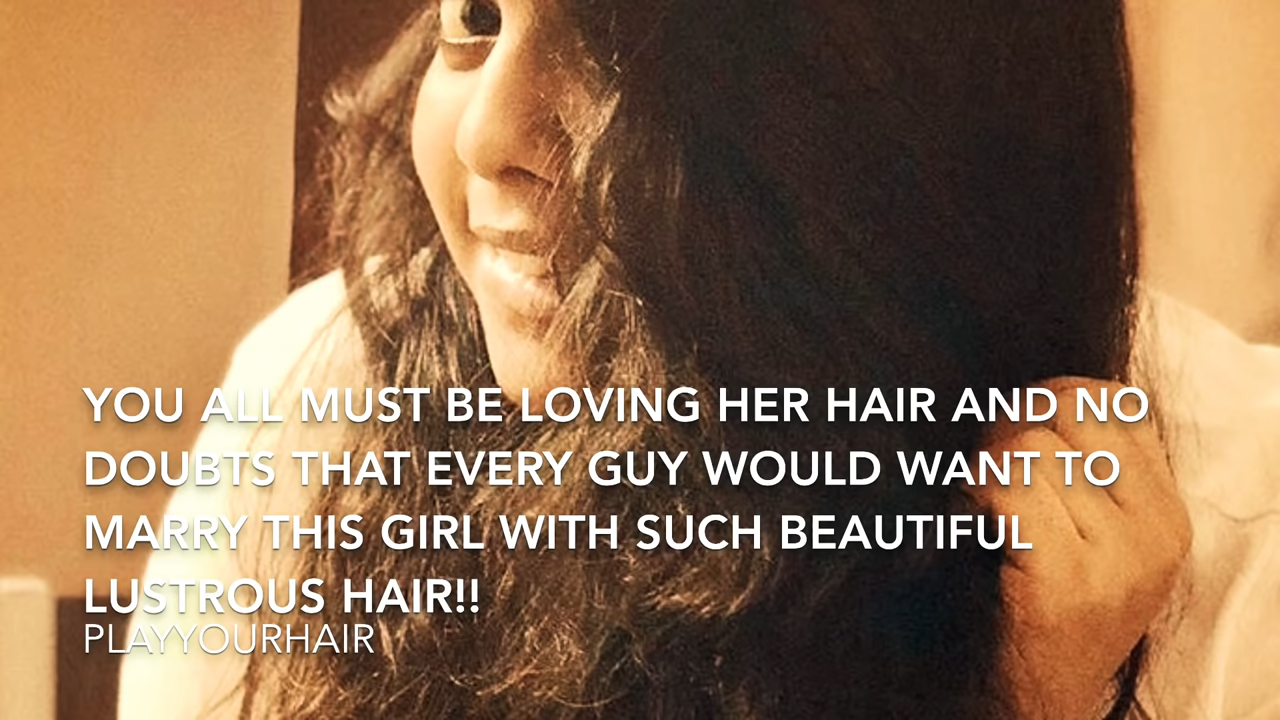 YOU ALL MUST BE LOVING HER HAIR AND NO
DOUBTS THAT EVERY GUY WOULD WANT TO
MARRY THIS GIRL WITH SUCH BEAUTIFUL
LUSTROUS HAIR!!
PLAYYOURHAIR